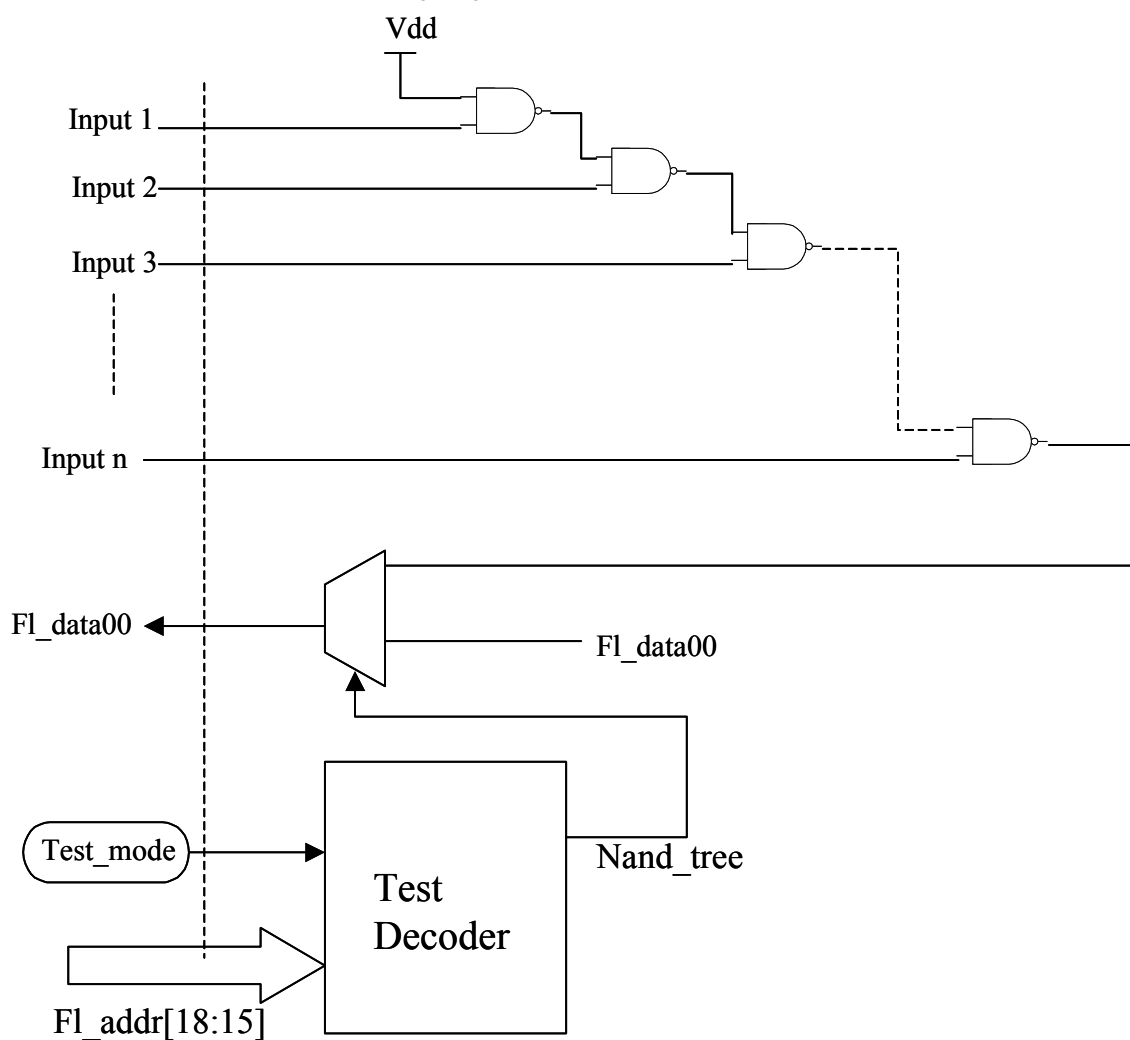 Vdd
Input 1
Input 2
Input 3
Input n
Fl_data00
Fl_data00
Test_mode
Nand_tree
Test
Decoder
Fl_addr[18:15]